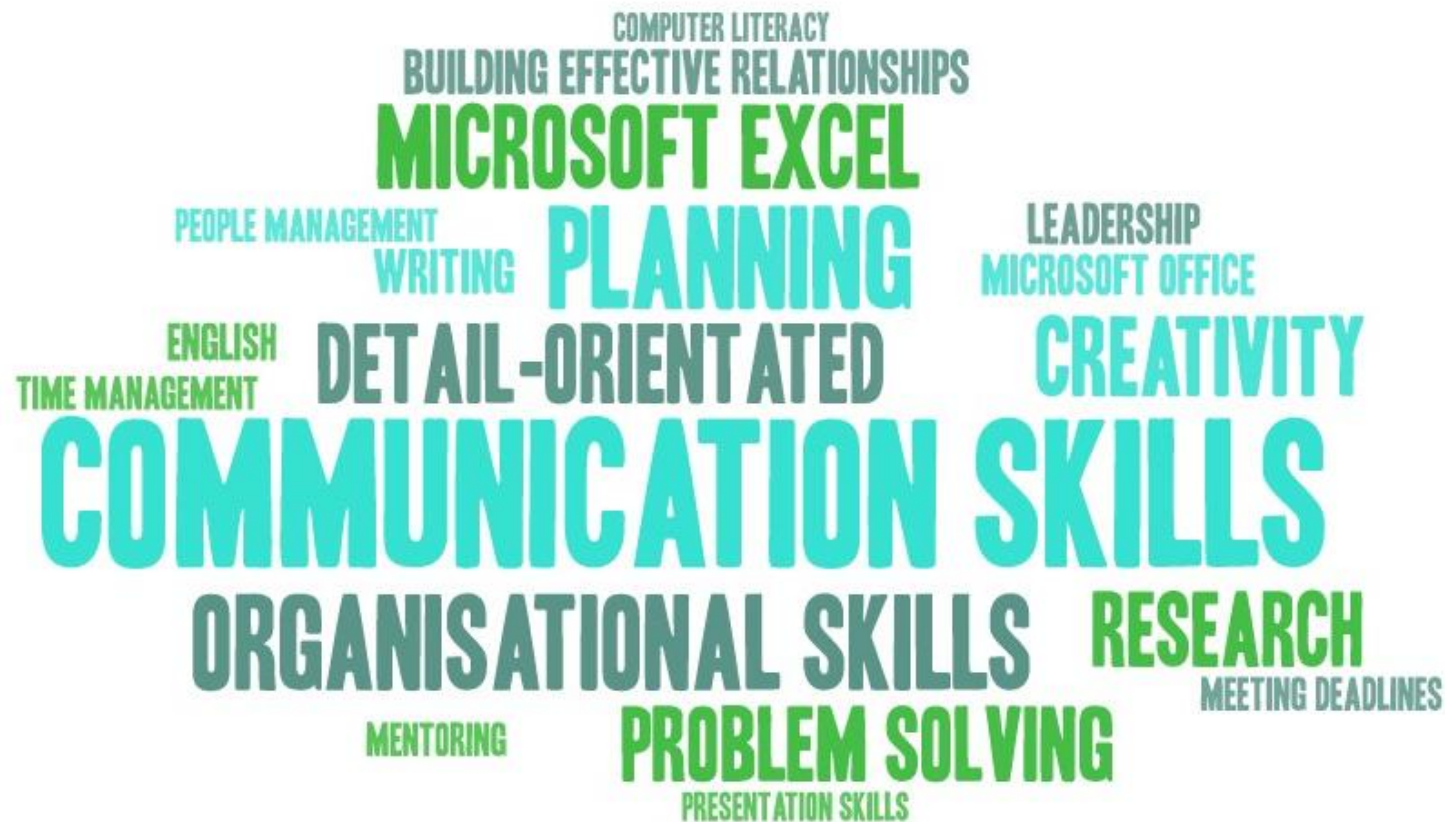 COMPUTER LITERACY
BUILDING EFFECTIVE RELATIONSHIPS
MICROSOFT EXCEL
PEOPLE MANAGEMENT
WRITING
PLANNING
LEADERSHIP
MICROSOFT OFFICE
ENGLISH
TIME MANAGEMENT
DETAIL-ORIENTATED
CREATIVITY
COMMUNICATION SKILLS
ORGANISATIONAL SKILLS
RESEARCH
MEETING DEADLINES
MENTORING
PROBLEM SOLVING
PRESENTATION SKILLS